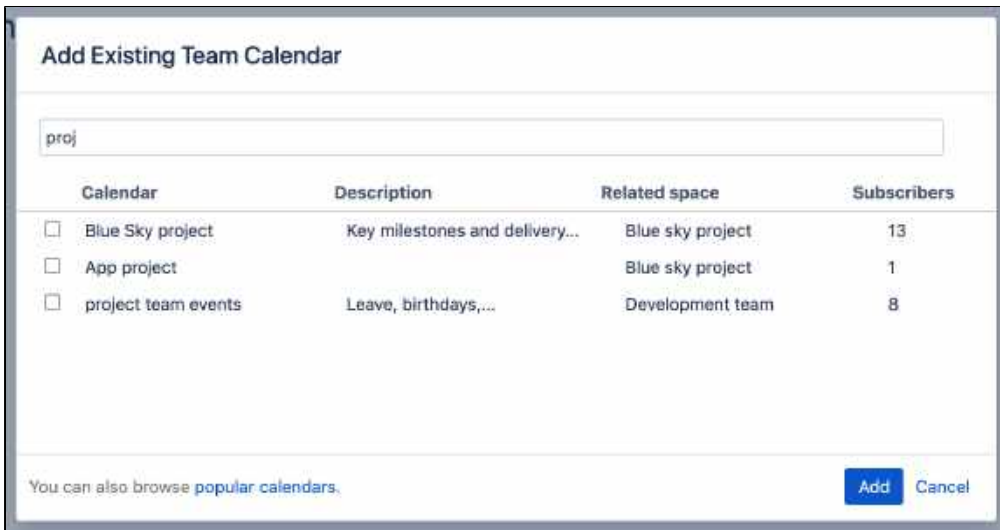 Add Existing Team Calendar
proj
Calendar Description Related space Subscribers
Blue Sky project Key milestones and delivery... Blue sky project 13
App project Blue sky project 1
project team events Leave, birthdays,... Development team 8
You can also browse popular calendars. Add Cancel